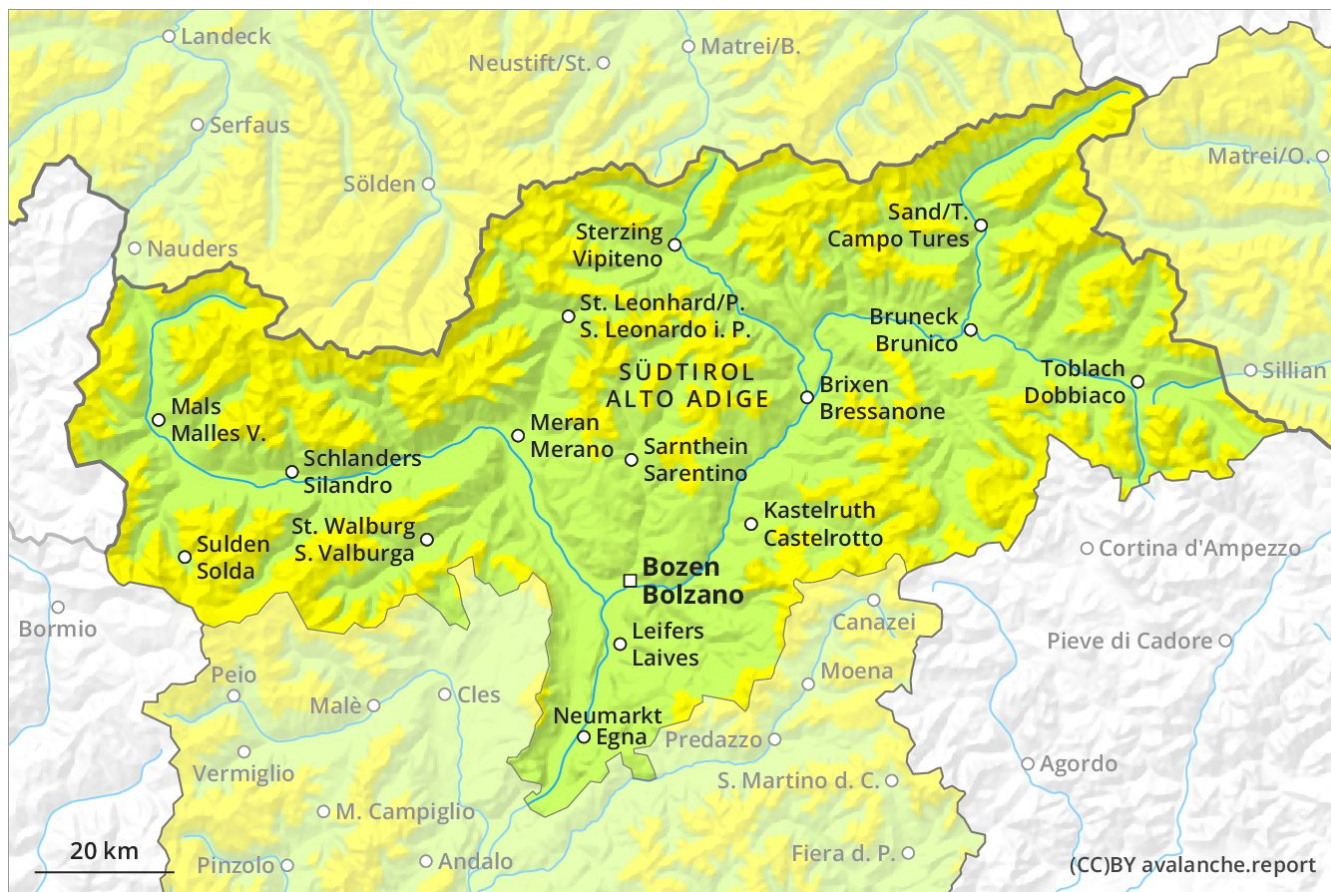 Landeck
Matrei/B.
Neustift/St.
Serfaus
Matrei/O.
Sölden
Sand/T.
Campo Tures
Nauders
Sterzing
Vipiteno
St. Leonhard/P.
S. Leonardo i. P.
Bruneck
Brunico
Toblach
Dobbiaco
Sillian
SÜDTIROL
ALTO ADIGE
Brixen
Bressanone
Mals
Malles V.
Meran
Merano
Sarnthein
Sarentino
Schlanders
Silandro
Kastelruth
Castelrotto
St. Walburg
S. Valburga
Sulden
Solda
Cortina d'Ampezzo
Bozen
Bolzano
Bormio
Canazei
Leifers
Laives
Pieve di Cadore
Peio
Moena
Malè
Cles
Neumarkt
Egna
Predazzo
Vermiglio
Agordo
S. Martino d. C.
M. Campiglio
20 km
Pinzolo
Andalo
Fiera d. P.
(CC)BY avalanche.report